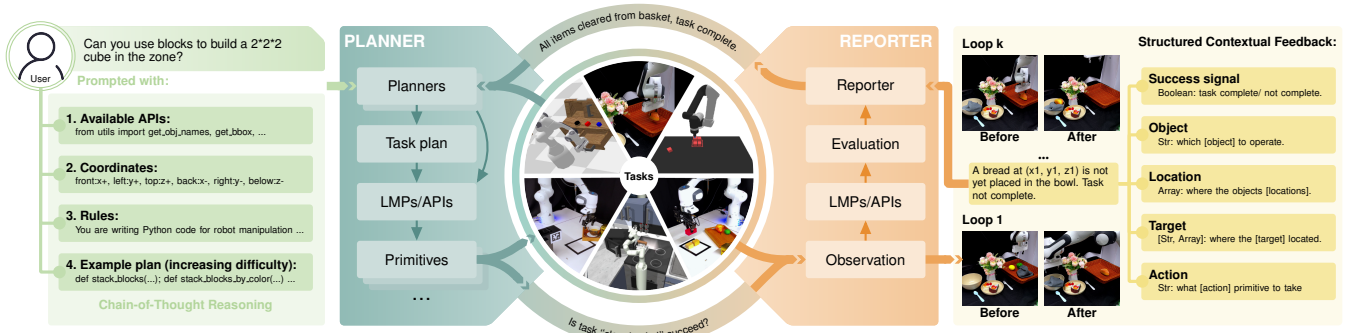 User
Can you use blocks to build a 2*2*2
cube in the zone?
Prompted with:
1. Available APIs:
from utils import get_obj_names, get_bbox, ...
2. Coordinates:
front:x+, left:y+, top:z+, back:x-, right:y-, below:z-
3. Rules:
You are writing Python code for robot manipulation ...
4. Example plan (increasing difficulty):
def stack_blocks(...); def stack_blocks_by_color(...) ...
Chain-of-Thought Reasoning
PLANNER
Planners
Task plan
LMPs/APIs
Primitives
...
All items cleared from basket, task complete.
Tasks
Is task succeed?
REPORTER
Reporter
Evaluation
LMPs/APIs
Observation
Loop k
Before
After
...
A bread at (x1, y1, z1) is not
yet placed in the bowl. Task
not complete.
Loop 1
Before
After
Structured Contextual Feedback:
Success signal
Boolean: task complete/ not complete.
Object
Str: which [object] to operate.
Location
Array: where the objects [locations].
Target
[Str, Array]: where the [target] located.
Action
Str: what [action] primitive to take